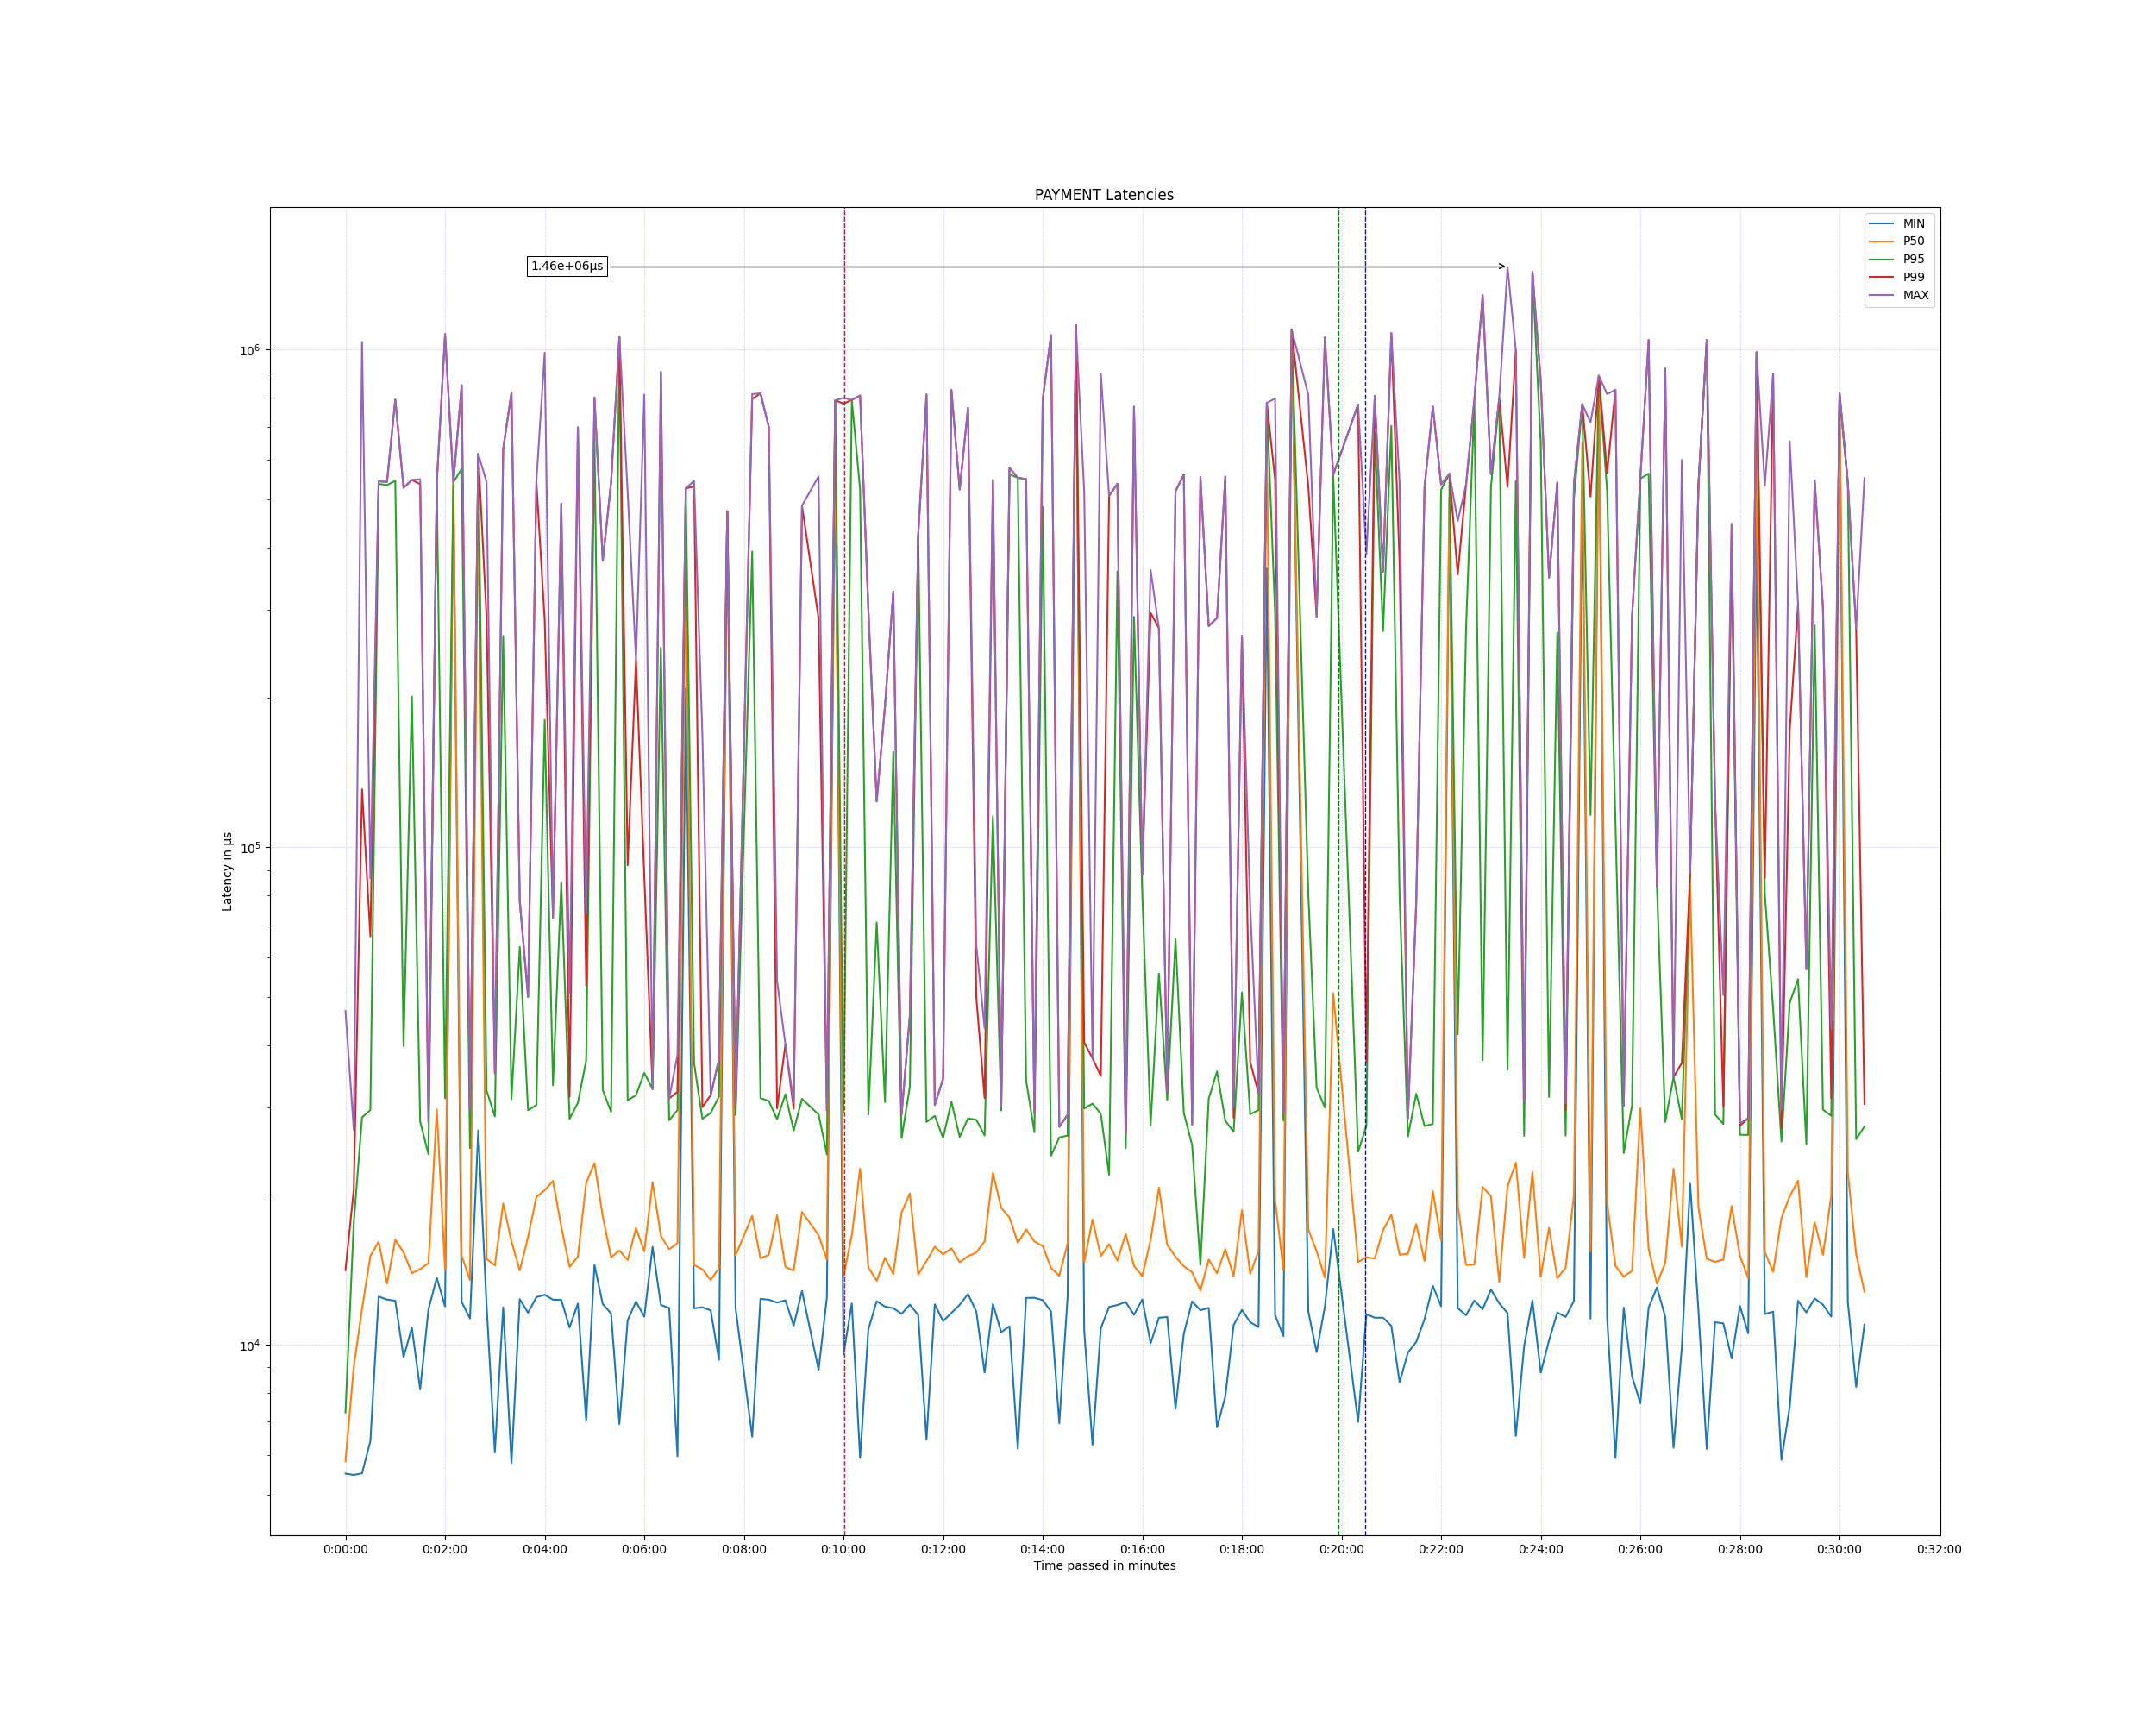 PAYMENT Latencies
MIN
P50
P95
P99
MAX
1.46e+06µs
10⁶
10⁵
10⁴
Latency in µs
0:00:00 0:02:00 0:04:00 0:06:00 0:08:00 0:10:00 0:12:00 0:14:00 0:16:00 0:18:00 0:20:00 0:22:00 0:24:00 0:26:00 0:28:00 0:30:00 0:32:00
Time passed in minutes